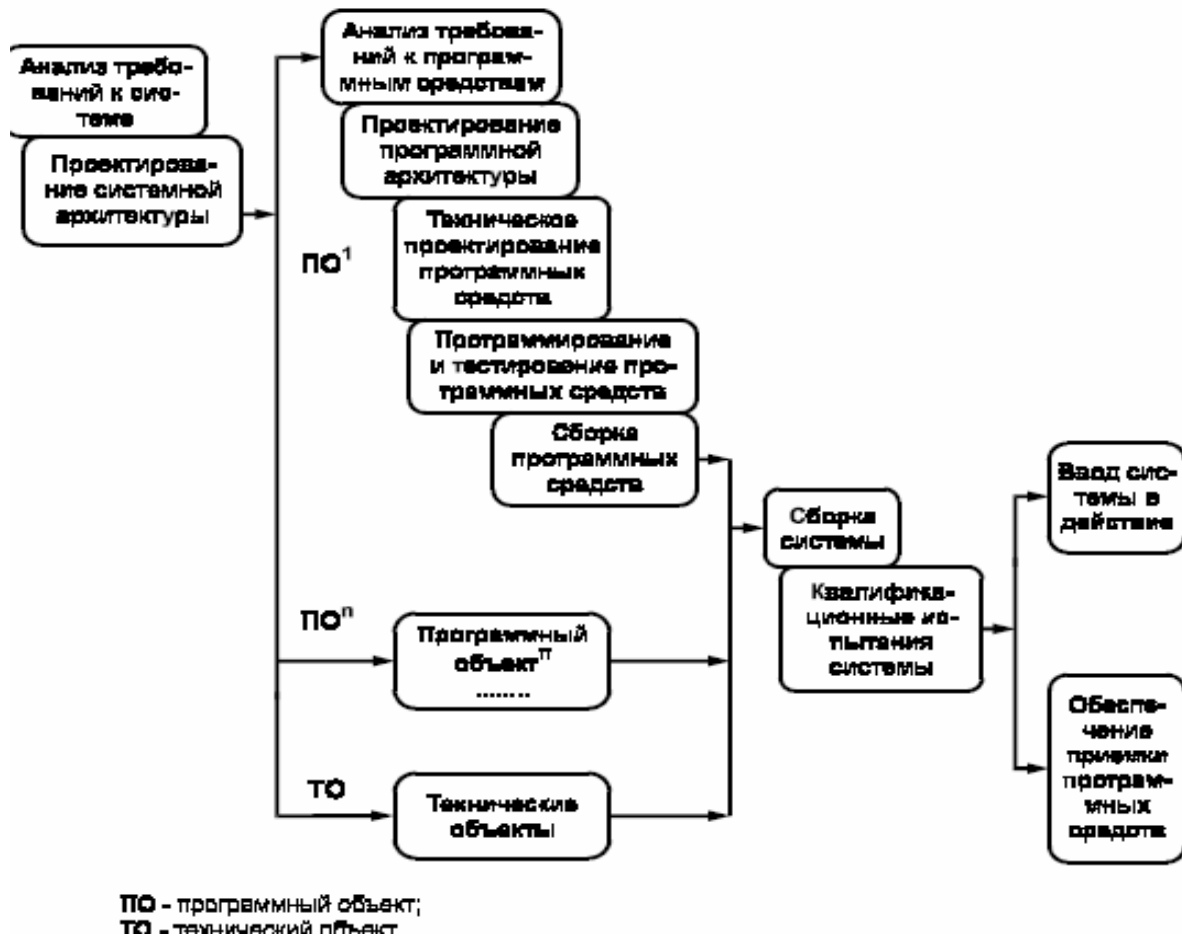 Анализ требо-
ваний к сис-
теме
Проектирова-
ние системной
архитектуры
Анализ требова-
ний к програм-
мным средствам
Проектирование
программной
архитектуры
ПО¹
Техническое
проектирование
программных
средств
Программирование
и тестирование про-
граммных средств
Сборка
программных
средств
ПОⁿ
Программный
объектⁿ
........
ТО
Технические
объекты
Сборка
системы
Квалифика-
ционные ис-
пытания
системы
Ввод сис-
темы в
действие
Обеспе-
чение
приемки
програм-
мных
средств
ПО - программный объект;
ТО - технический объект